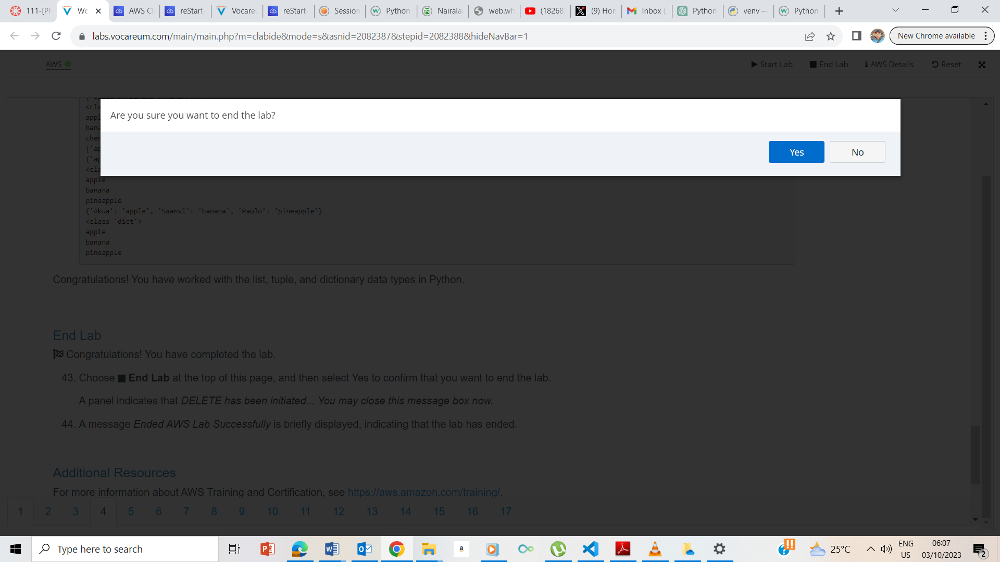 111-[PF
Wo
AWS Cl
reStart-
Vocareu
reStart-
Session
Python
Nairalan
web.wh
(18268)
(9) Hon
Inbox (
Python
venv —
Python
labs.vocareum.com/main/main.php?m=clabide&mode=s&asnid=2082387&stepid=2082388&hideNavBar=1
New Chrome available
AWS
Start Lab
End Lab
AWS Details
Reset
Are you sure you want to end the lab?
Yes
No
<cla
appl
bana
cher
['ap
('ap
<cla
apple
banana
pineapple
{'Akua': 'apple', 'Saanvi': 'banana', 'Paulo': 'pineapple'}
<class 'dict'>
apple
banana
pineapple
Congratulations! You have worked with the list, tuple, and dictionary data types in Python.
End Lab
Congratulations! You have completed the lab.
43. Choose End Lab at the top of this page, and then select Yes to confirm that you want to end the lab.
A panel indicates that DELETE has been initiated... You may close this message box now.
44. A message Ended AWS Lab Successfully is briefly displayed, indicating that the lab has ended.
Additional Resources
For more information about AWS Training and Certification, see https://aws.amazon.com/training/.
1 2 3 4 5 6 7 8 9 10 11 12 13 14 15 16 17
Type here to search
a
25°C
ENG
US
06:07
03/10/2023
2